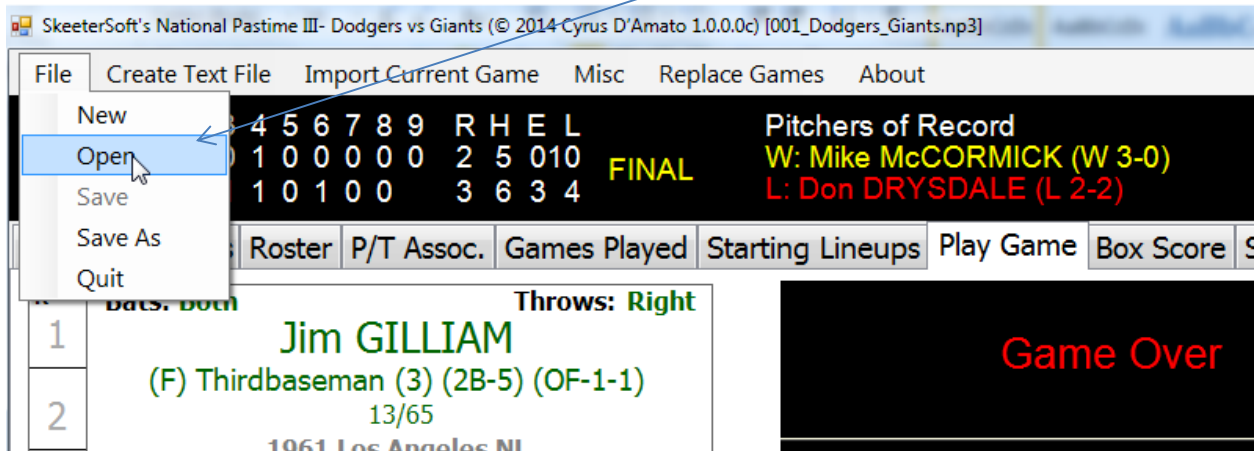 SkeeterSoft's National Pastime III- Dodgers vs Giants (© 2014 Cyrus D'Amato 1.0.0.0c) [001_Dodgers_Giants.np3]
File Create Text File Import Current Game Misc Replace Games About
New
Open
Save
Save As
Quit
4 5 6 7 8 9 R H E L
1 0 0 0 0 0 2 5 0 10
1 0 1 0 0 3 6 3 4
FINAL
Pitchers of Record
W: Mike McCORMICK (W 3-0)
L: Don DRYSDALE (L 2-2)
Roster P/T Assoc. Games Played Starting Lineups Play Game Box Score S
1
2
Bats: Both Throws: Right
Jim GILLIAM
(F) Thirdbaseman (3) (2B-5) (OF-1-1)
13/65
1961 Los Angeles NL
Game Over